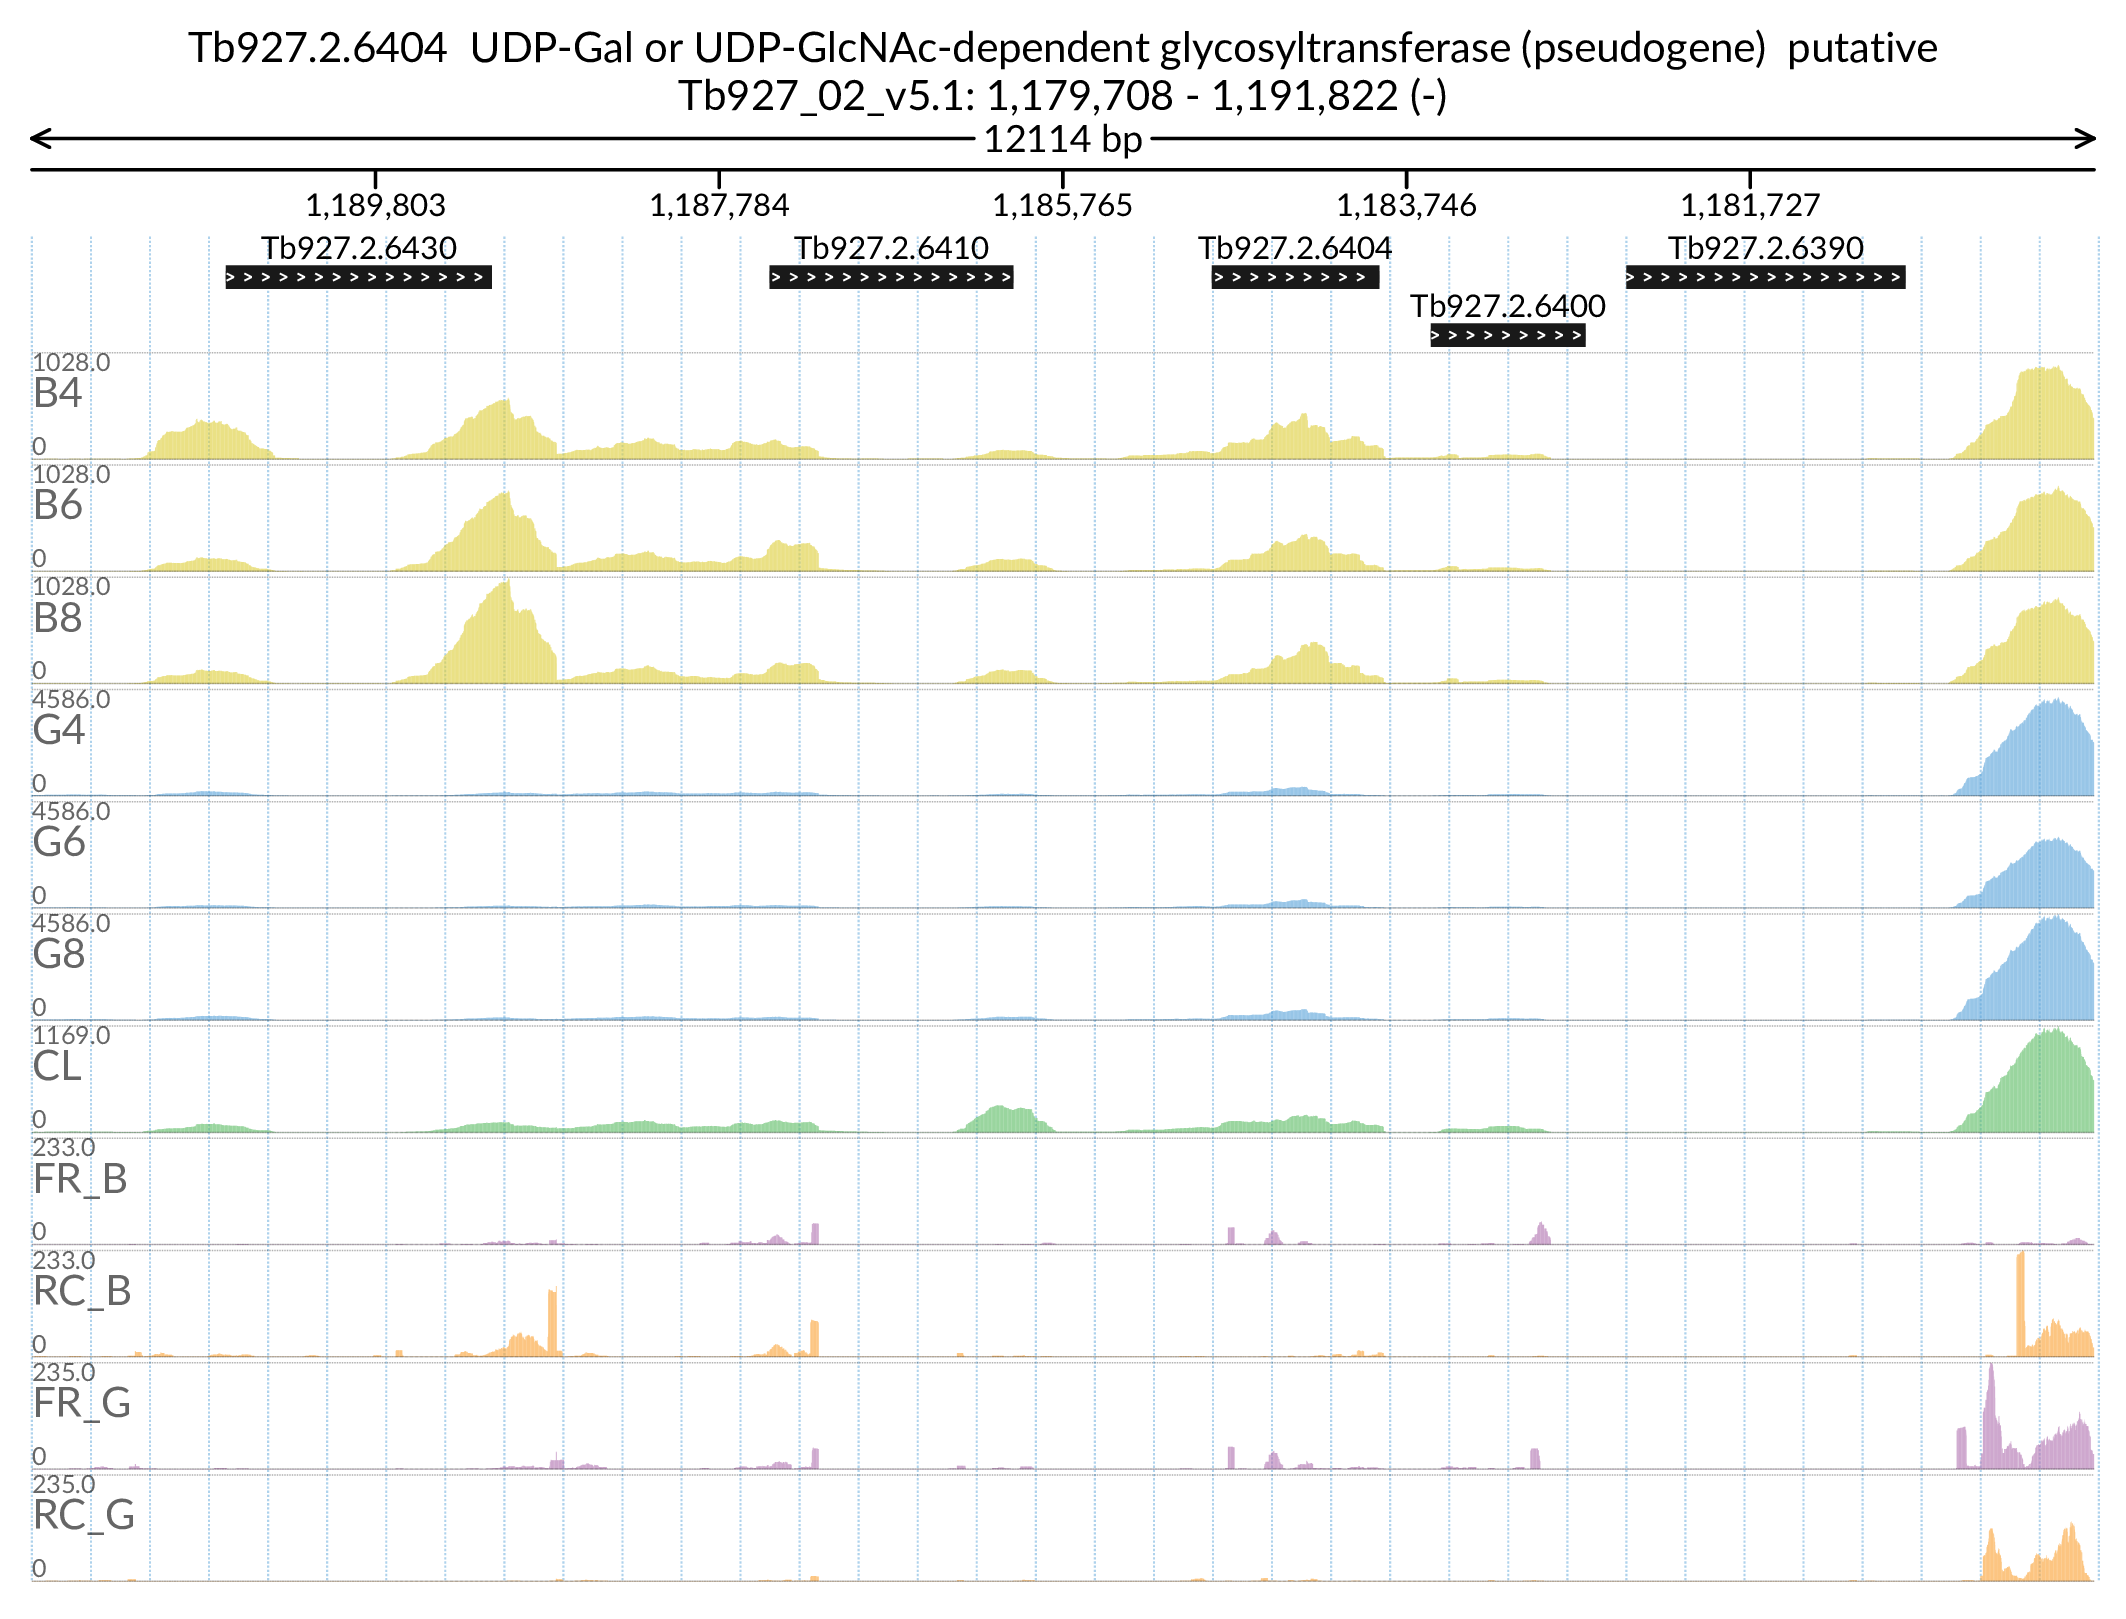 Tb927.2.6404  UDP-Gal or UDP-GlcNAc-dependent glycosyltransferase (pseudogene)  putative
Tb927_02_v5.1: 1,179,708 - 1,191,822 (-)
12114 bp
1,189,803 1,187,784 1,185,765 1,183,746 1,181,727
Tb927.2.6430 Tb927.2.6410 Tb927.2.6404 Tb927.2.6390
Tb927.2.6400
1028.0
B4
0
1028.0
B6
0
1028.0
B8
0
4586.0
G4
0
4586.0
G6
0
4586.0
G8
0
1169.0
CL
0
233.0
FR_B
0
233.0
RC_B
0
235.0
FR_G
0
235.0
RC_G
0